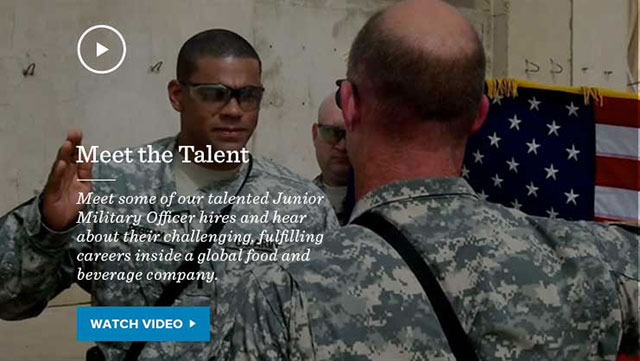 Meet the Talent
Meet some of our talented Junior
Military Officer hires and hear
about their challenging, fulfilling
careers inside a global food and
beverage company.
WATCH VIDEO